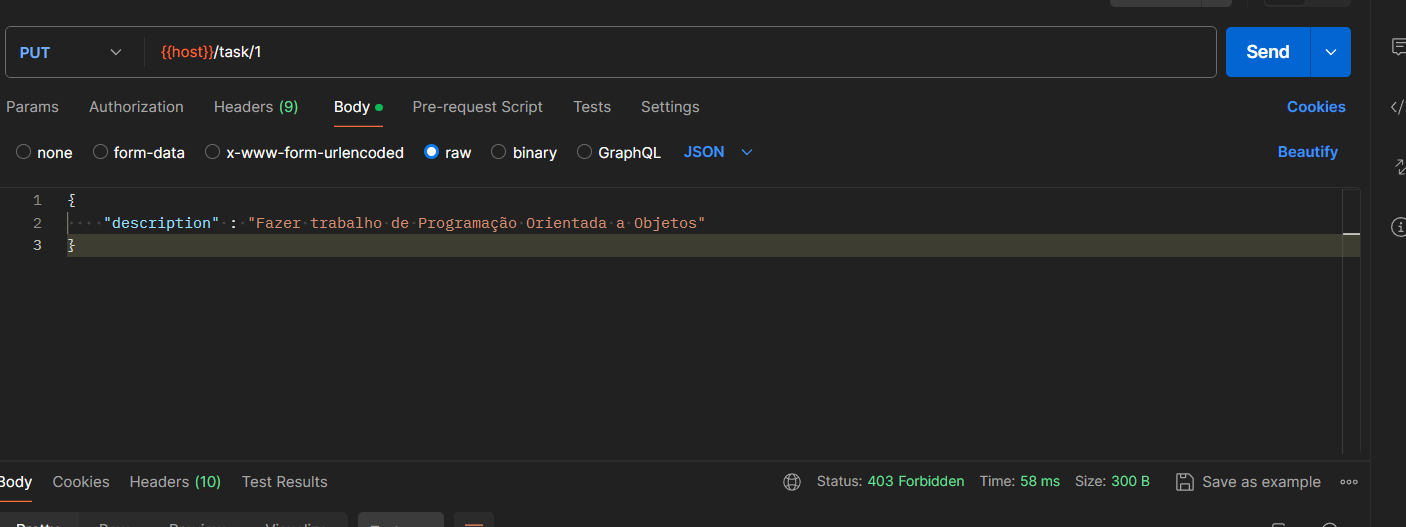 PUT {{host}}/task/1 Send
Params Authorization Headers (9) Body Pre-request Script Tests Settings Cookies
none form-data x-www-form-urlencoded raw binary GraphQL JSON Beautify
1 {
2 "description" : "Fazer trabalho de Programação Orientada a Objetos"
3 }
Body Cookies Headers (10) Test Results Status: 403 Forbidden Time: 58 ms Size: 300 B Save as example